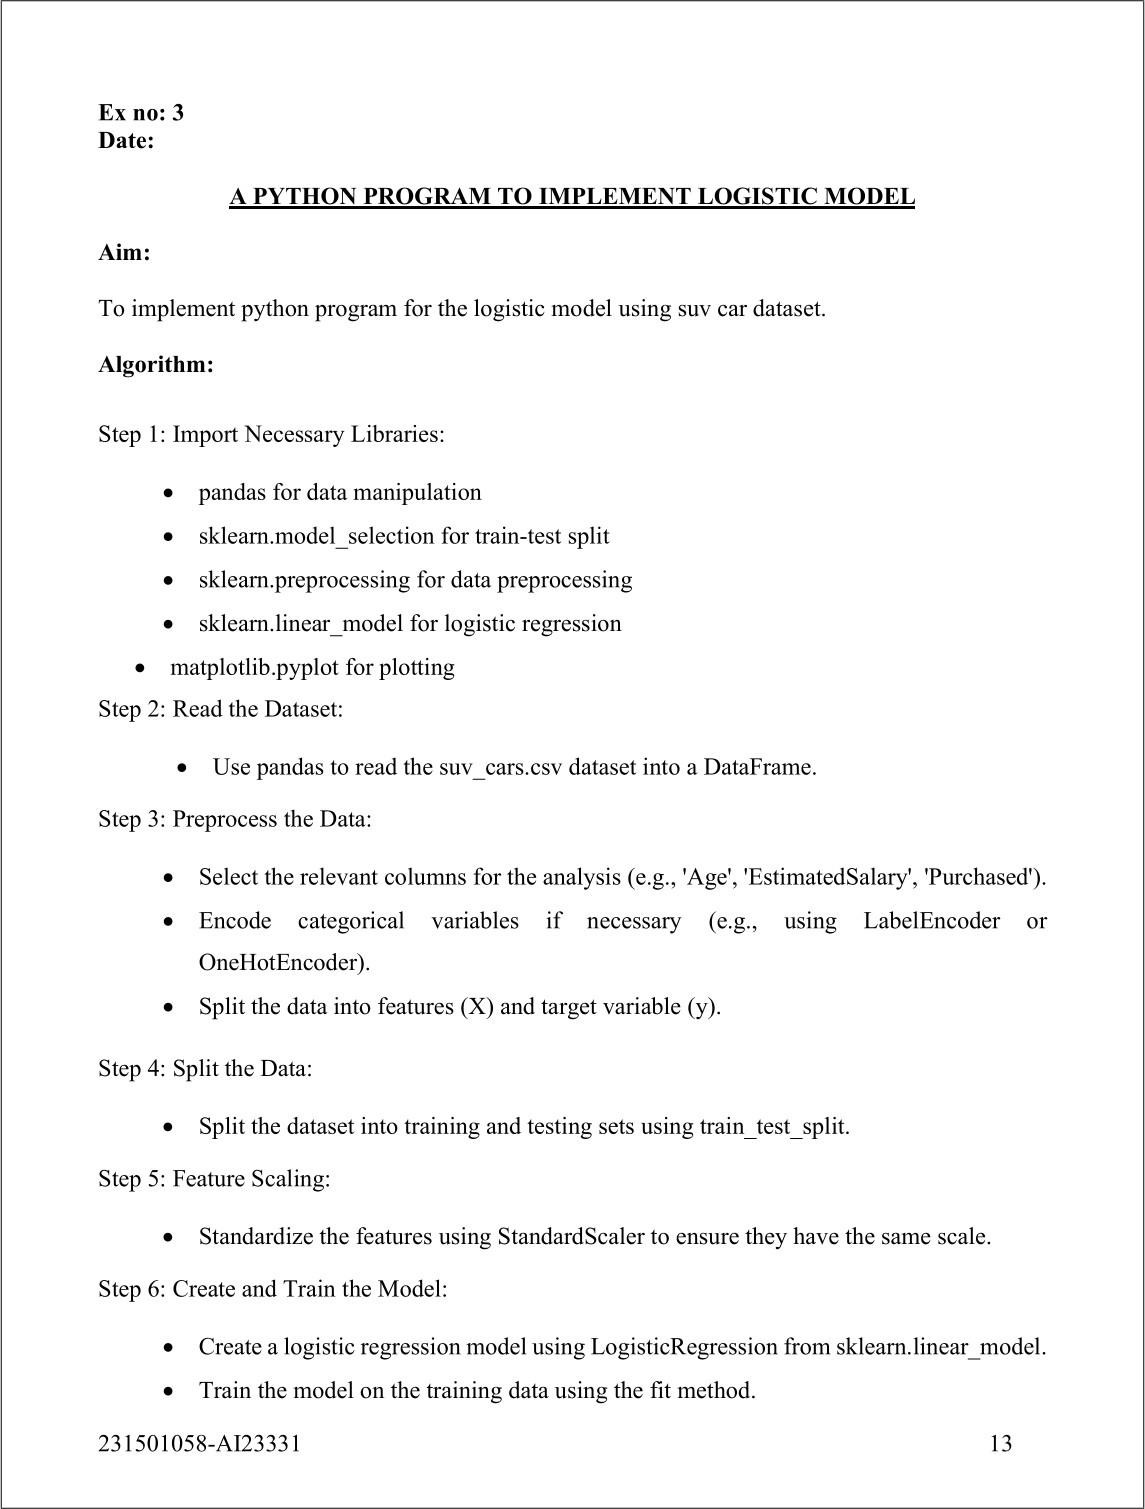 Ex no: 3
Date:
A PYTHON PROGRAM TO IMPLEMENT LOGISTIC MODEL
Aim:
To implement python program for the logistic model using suv car dataset.
Algorithm:
Step 1: Import Necessary Libraries:
• pandas for data manipulation
• sklearn.model_selection for train-test split
• sklearn.preprocessing for data preprocessing
• sklearn.linear_model for logistic regression
• matplotlib.pyplot for plotting
Step 2: Read the Dataset:
• Use pandas to read the suv_cars.csv dataset into a DataFrame.
Step 3: Preprocess the Data:
• Select the relevant columns for the analysis (e.g., 'Age', 'EstimatedSalary', 'Purchased').
• Encode categorical variables if necessary (e.g., using LabelEncoder or
OneHotEncoder).
• Split the data into features (X) and target variable (y).
Step 4: Split the Data:
• Split the dataset into training and testing sets using train_test_split.
Step 5: Feature Scaling:
• Standardize the features using StandardScaler to ensure they have the same scale.
Step 6: Create and Train the Model:
• Create a logistic regression model using LogisticRegression from sklearn.linear_model.
• Train the model on the training data using the fit method.
231501058-AI23331 13